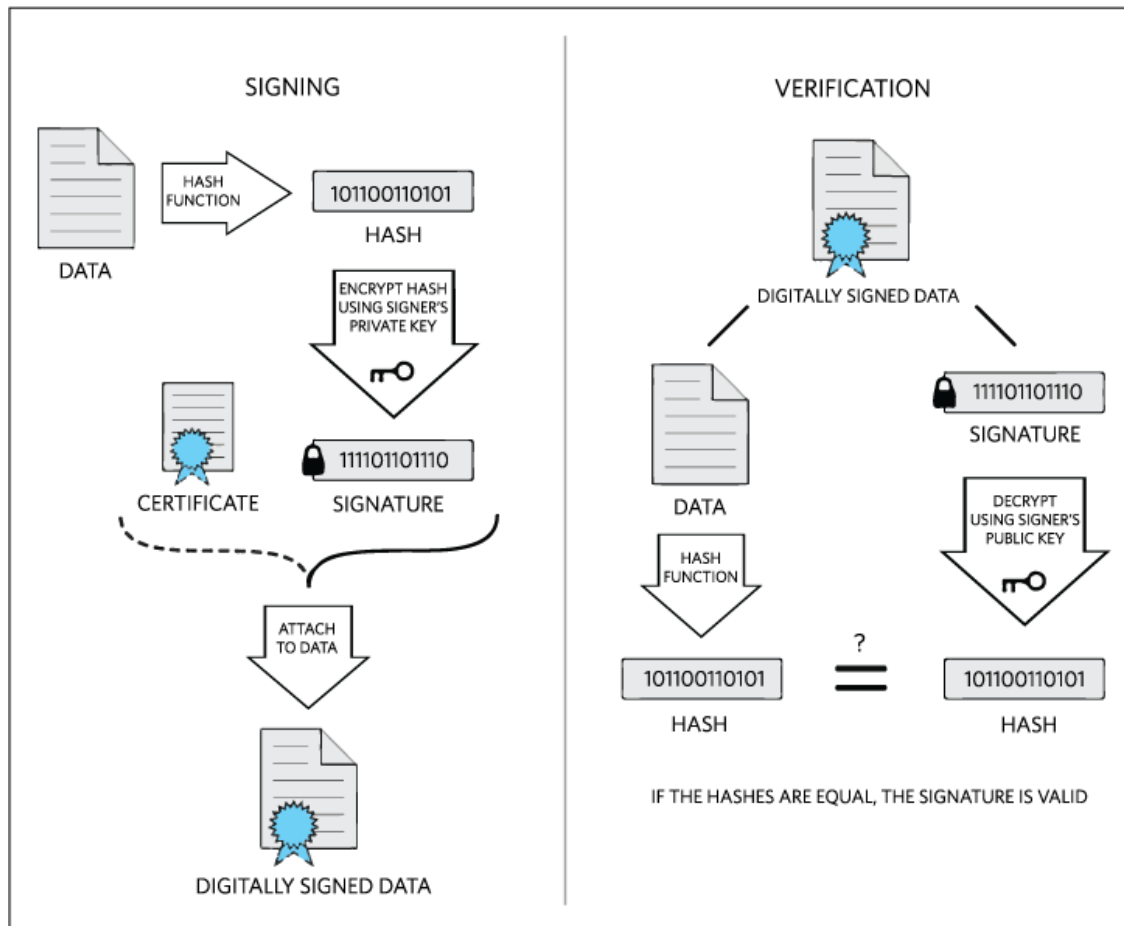 SIGNING
DATA
HASH
FUNCTION
101100110101
HASH
ENCRYPT HASH
USING SIGNER'S
PRIVATE KEY
CERTIFICATE
111101101110
SIGNATURE
ATTACH
TO DATA
DIGITALLY SIGNED DATA
VERIFICATION
DIGITALLY SIGNED DATA
DATA
111101101110
SIGNATURE
HASH
FUNCTION
DECRYPT
USING SIGNER'S
PUBLIC KEY
101100110101
HASH
?
=
101100110101
HASH
IF THE HASHES ARE EQUAL, THE SIGNATURE IS VALID